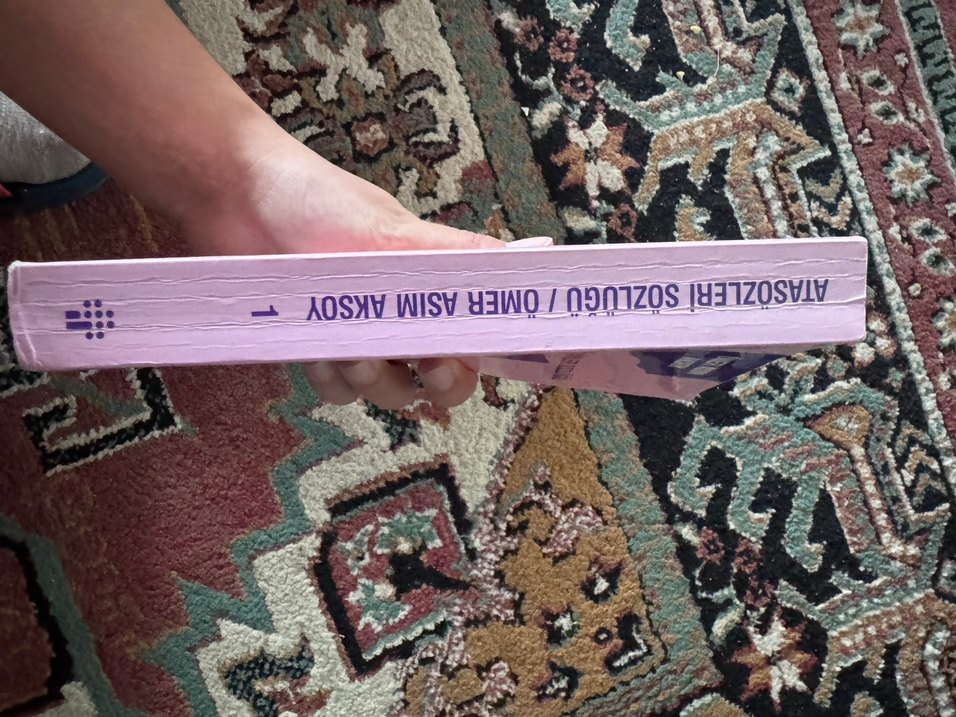 ATASÖZLERİ SÖZLÜĞÜ / ÖMER ASIM AKSOY 1